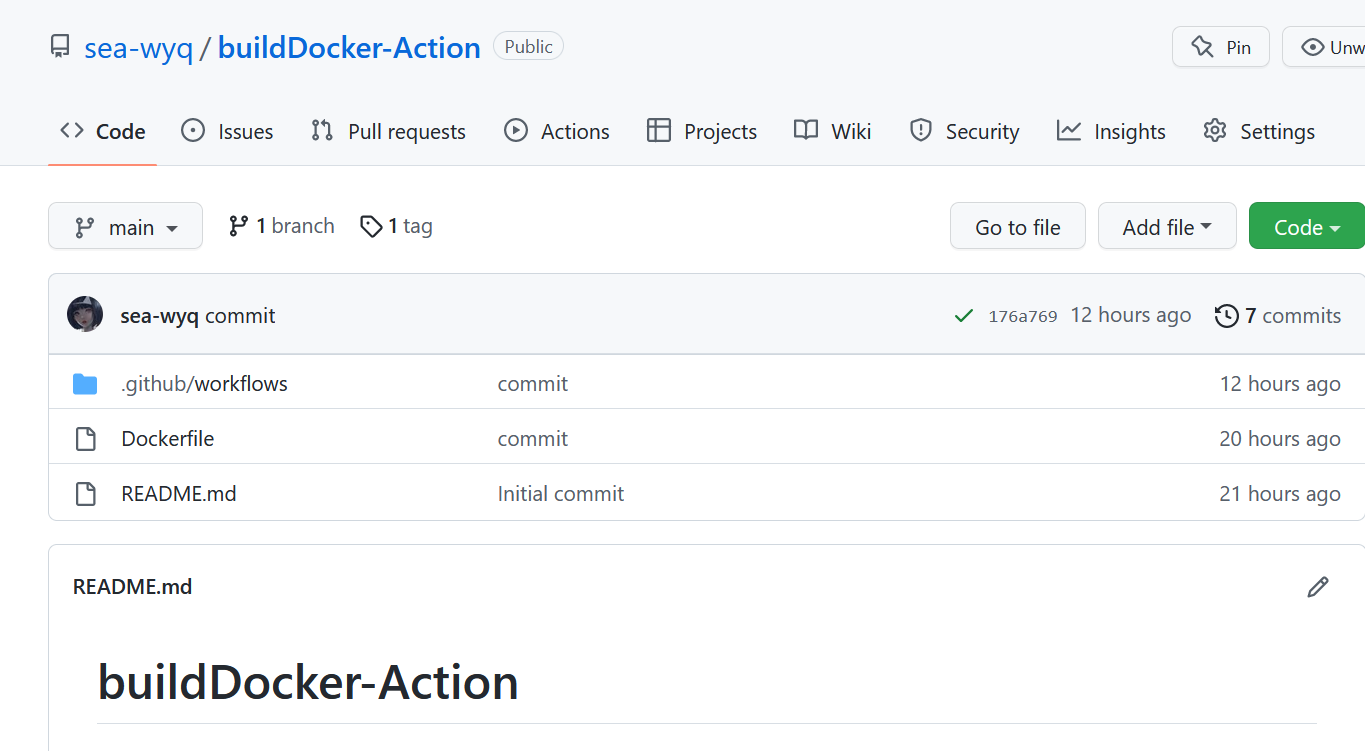 sea-wyq / buildDocker-Action Public Pin Unw
Code Issues Pull requests Actions Projects Wiki Security Insights Settings
main 1 branch 1 tag Go to file Add file Code
sea-wyq commit 176a769 12 hours ago 7 commits
.github/workflows commit 12 hours ago
Dockerfile commit 20 hours ago
README.md Initial commit 21 hours ago
README.md
buildDocker-Action